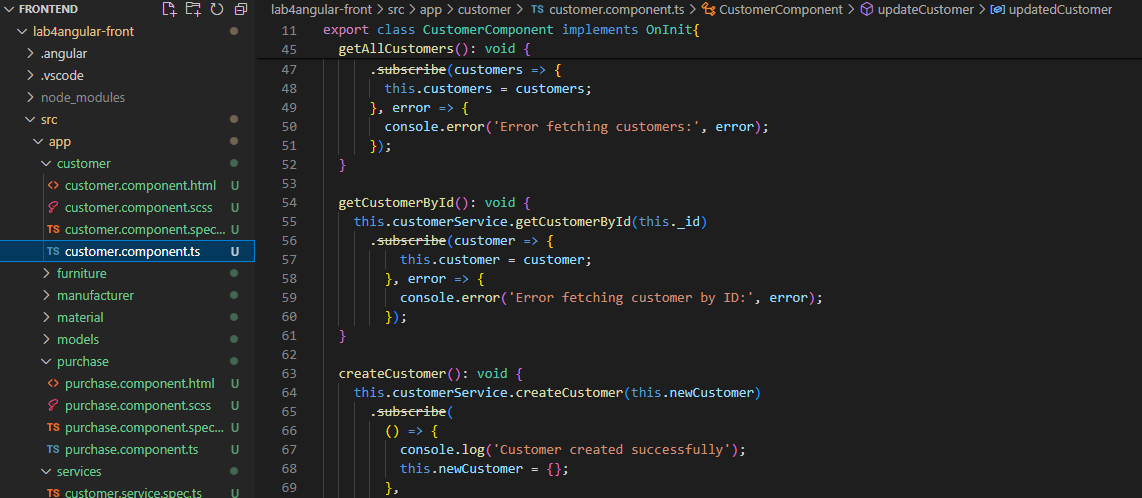 FRONTEND
lab4angular-front
.angular
.vscode
node_modules
src
app
customer
customer.component.html U
customer.component.scss U
TS customer.component.spec... U
TS customer.component.ts U
furniture
manufacturer
material
models
purchase
purchase.component.html U
purchase.component.scss U
TS purchase.component.spec... U
TS purchase.component.ts U
services
TS customer.service.spec.ts U
lab4angular-front > src > app > customer > TS customer.component.ts > CustomerComponent > updateCustomer > updatedCustomer
11 export class CustomerComponent implements OnInit{
45 getAllCustomers(): void {
47 .subscribe(customers => {
48 this.customers = customers;
49 }, error => {
50 console.error('Error fetching customers:', error);
51 });
52 }
53
54 getCustomerById(): void {
55 this.customerService.getCustomerById(this._id)
56 .subscribe(customer => {
57 this.customer = customer;
58 }, error => {
59 console.error('Error fetching customer by ID:', error);
60 });
61 }
62
63 createCustomer(): void {
64 this.customerService.createCustomer(this.newCustomer)
65 .subscribe(
66 () => {
67 console.log('Customer created successfully');
68 this.newCustomer = {};
69 },